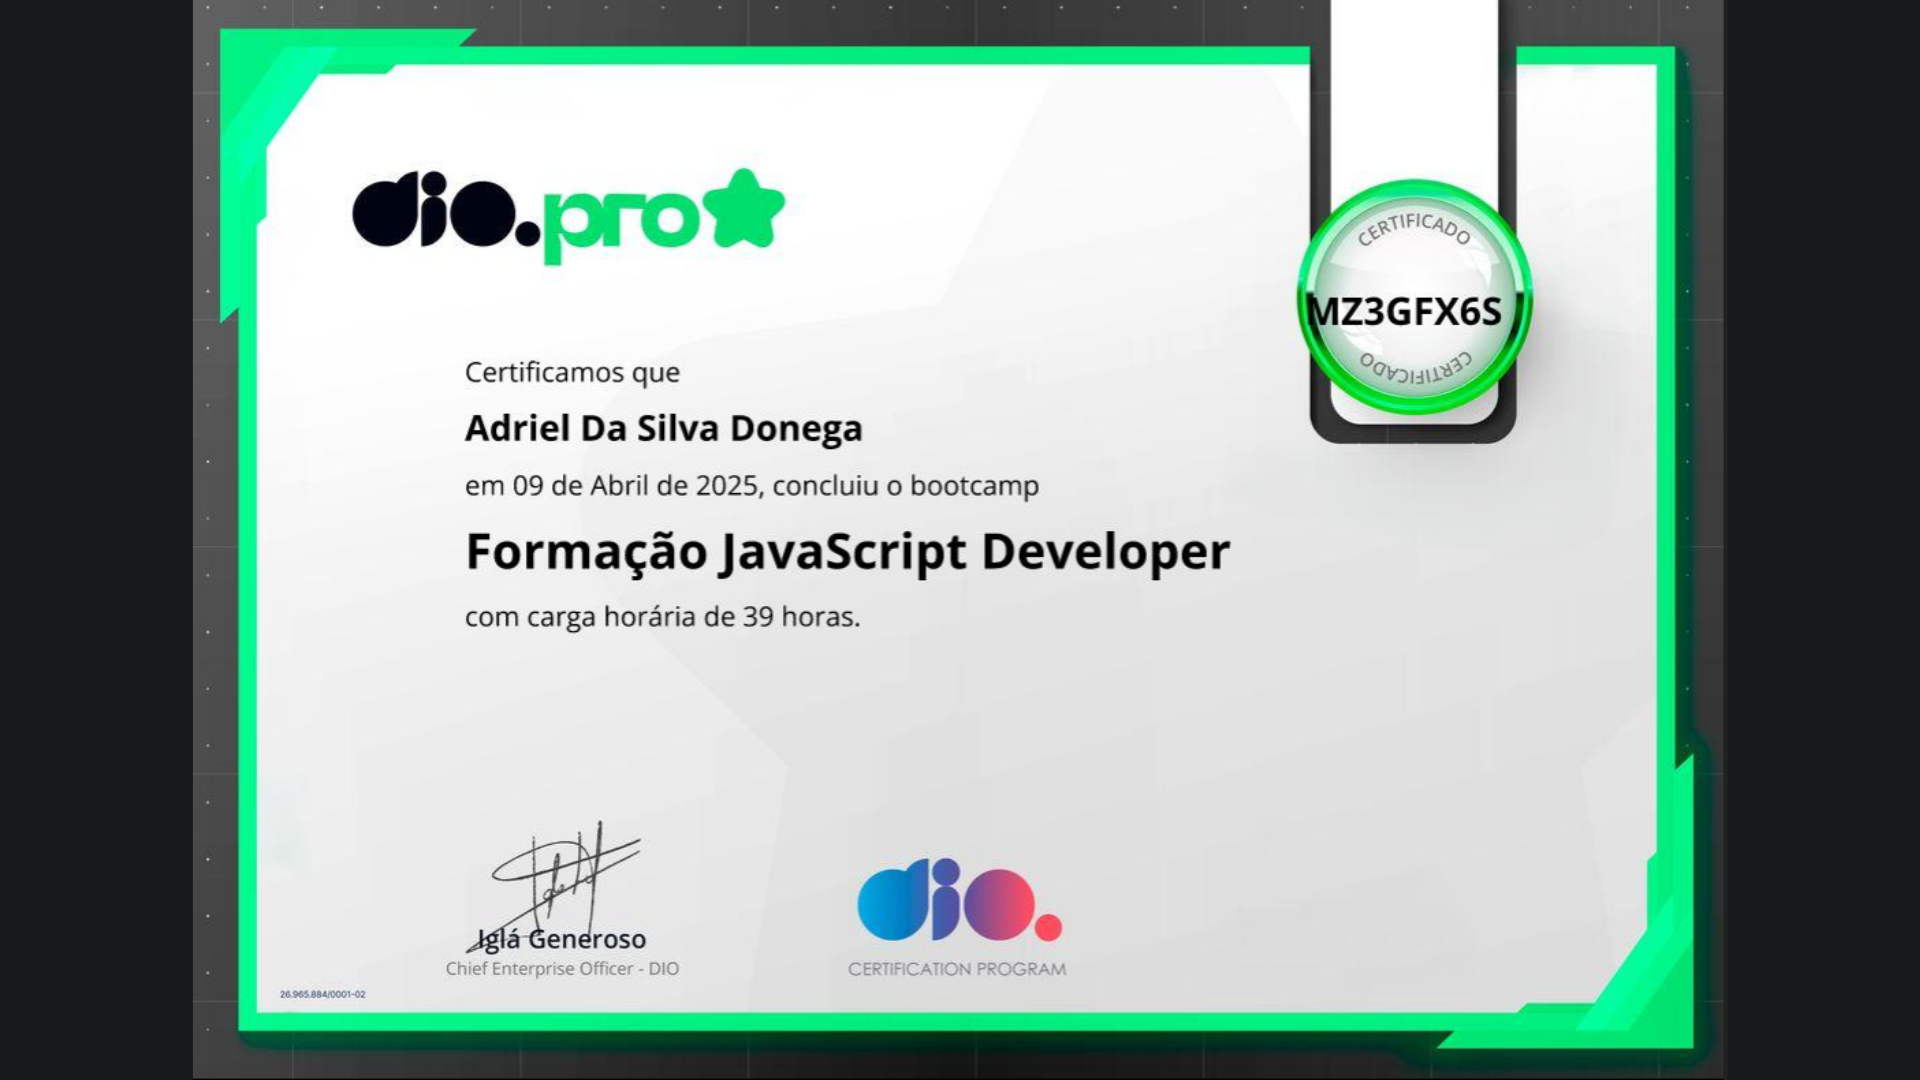 dio.pro
CERTIFICADO
MZ3GFX6S
CERTIFICADO
Certificamos que
Adriel Da Silva Donega
em 09 de Abril de 2025, concluiu o bootcamp
Formação JavaScript Developer
com carga horária de 39 horas.
Iglá Generoso
Chief Enterprise Officer - DIO
dio.
CERTIFICATION PROGRAM
26.965.884/0001-02